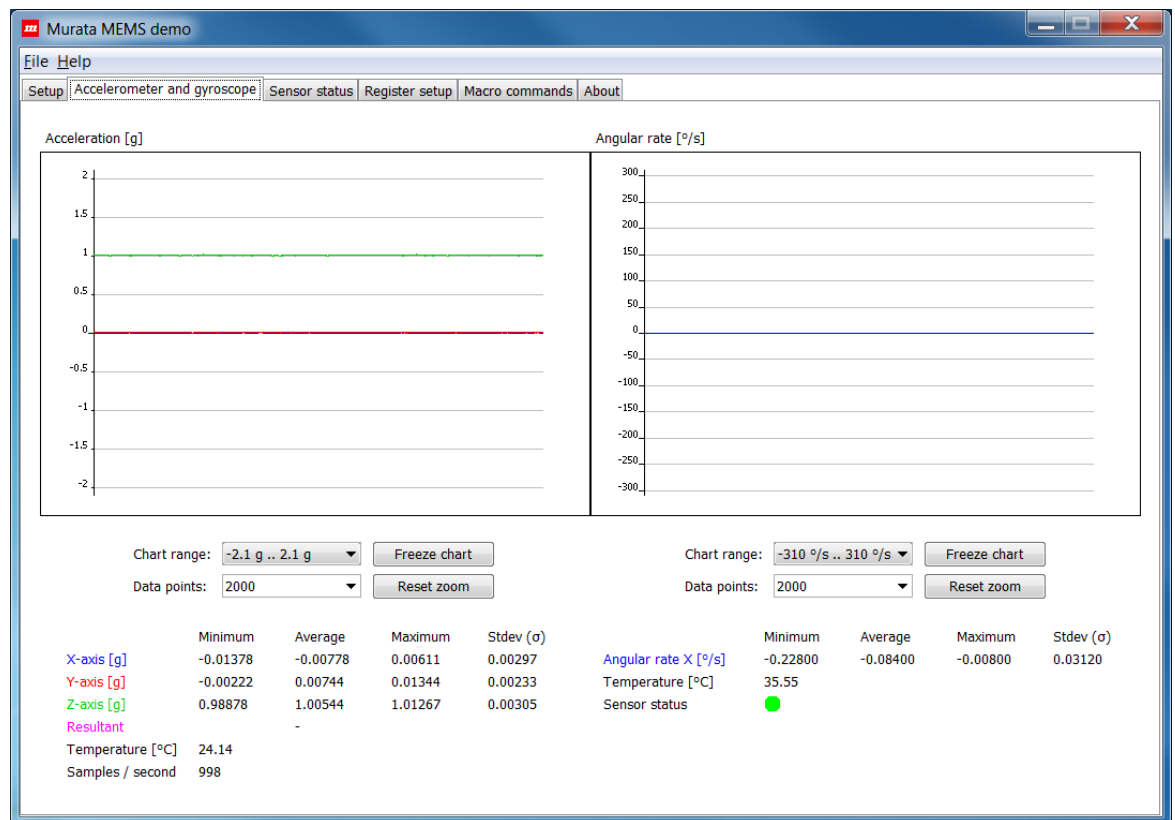 Murata MEMS demo
File Help
Setup Accelerometer and gyroscope Sensor status Register setup Macro commands About
Acceleration [g]
2
1.5
1
0.5
0
-0.5
-1
-1.5
-2
Angular rate [º/s]
300
250
200
150
100
50
0
-50
-100
-150
-200
-250
-300
Chart range: -2.1 g .. 2.1 g Freeze chart
Data points: 2000 Reset zoom
Chart range: -310 º/s .. 310 º/s Freeze chart
Data points: 2000 Reset zoom
Minimum Average Maximum Stdev (σ)
X-axis [g] -0.01378 -0.00778 0.00611 0.00297
Y-axis [g] -0.00222 0.00744 0.01344 0.00233
Z-axis [g] 0.98878 1.00544 1.01267 0.00305
Resultant -
Temperature [ºC] 24.14
Samples / second 998
Minimum Average Maximum Stdev (σ)
Angular rate X [º/s] -0.22800 -0.08400 -0.00800 0.03120
Temperature [ºC] 35.55
Sensor status